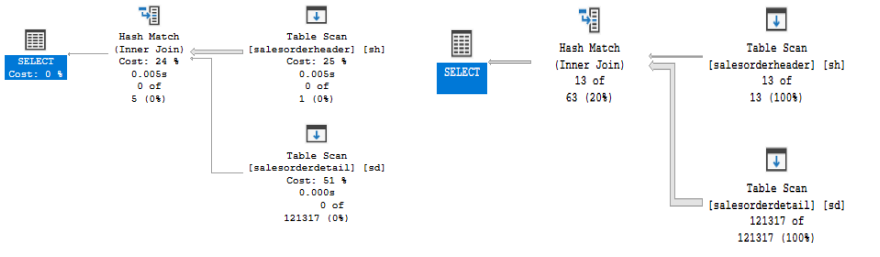 SELECT
Cost: 0 %
Hash Match
(Inner Join)
Cost: 24 %
0.005s
0 of
5 (0%)
Table Scan
[salesorderheader] [sh]
Cost: 25 %
0.005s
0 of
1 (0%)
Table Scan
[salesorderdetail] [sd]
Cost: 51 %
0.000s
0 of
121317 (0%)
SELECT
Hash Match
(Inner Join)
13 of
63 (20%)
Table Scan
[salesorderheader] [sh]
13 of
13 (100%)
Table Scan
[salesorderdetail] [sd]
121317 of
121317 (100%)